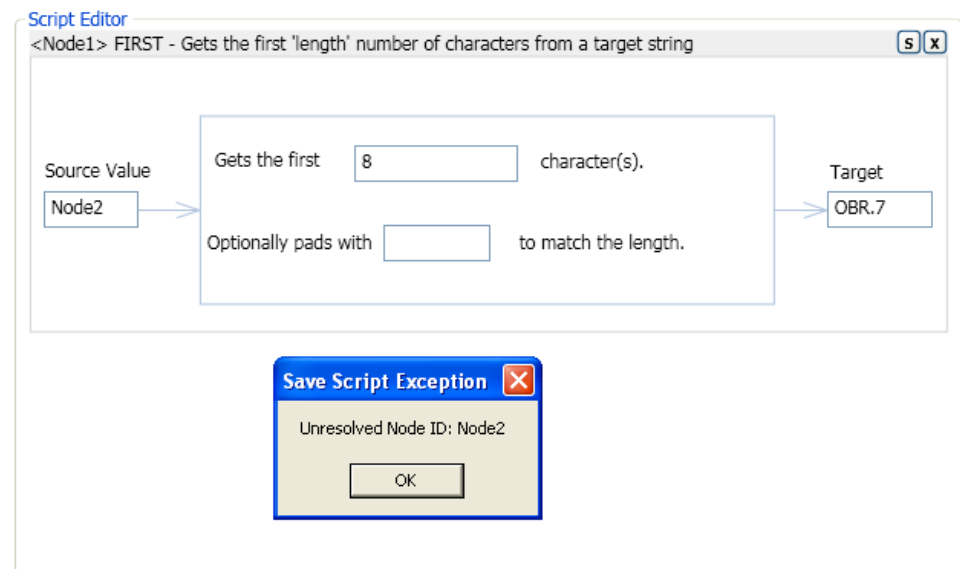 Script Editor
<Node1> FIRST - Gets the first 'length' number of characters from a target string
S X
Source Value
Node2
Gets the first 8 character(s).
Optionally pads with to match the length.
Target
OBR.7
Save Script Exception
Unresolved Node ID: Node2
OK